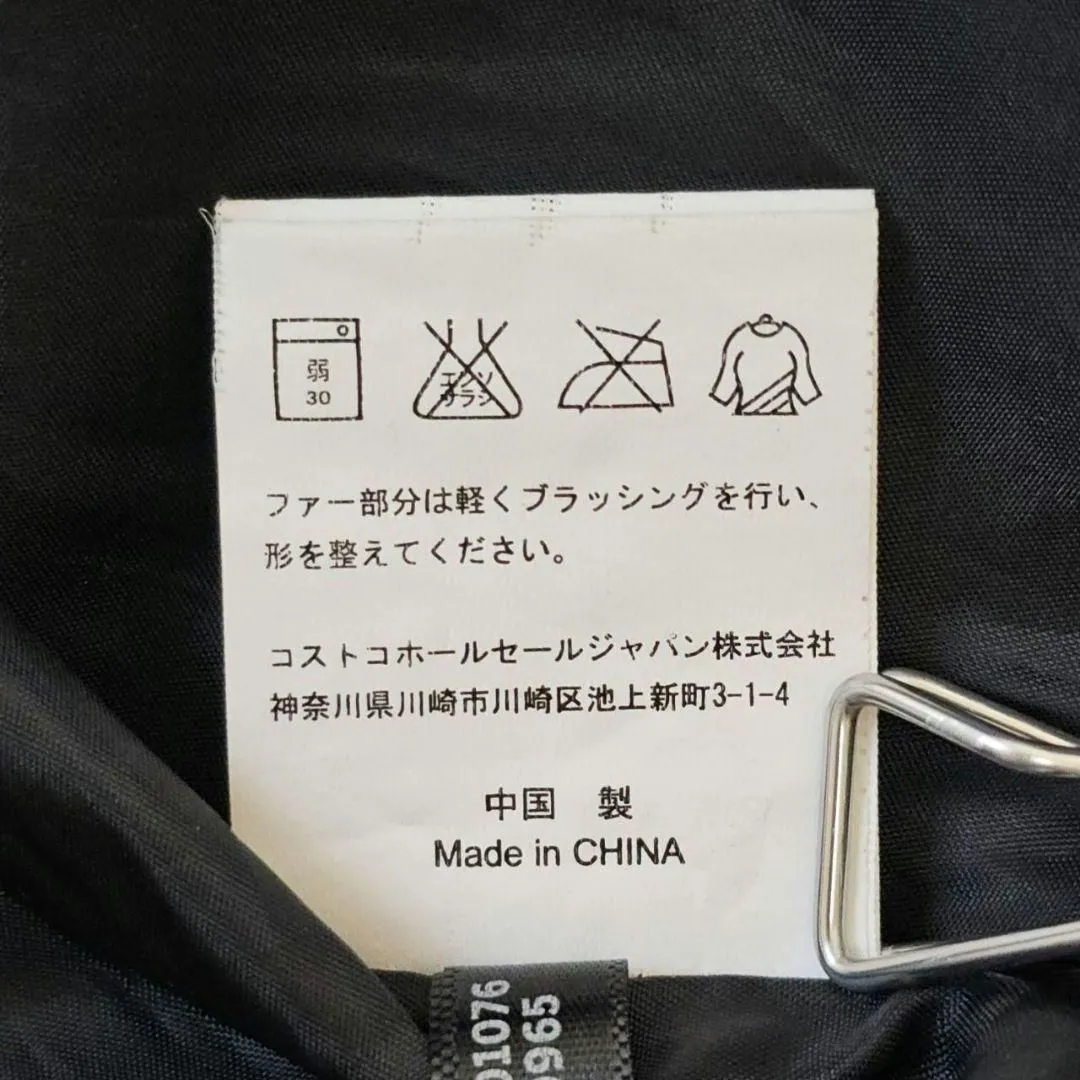 弱
30
エンソ
サラシ
ファー部分は軽くブラッシングを行い、
形を整えてください。
コストコホールセールジャパン株式会社
神奈川県川崎市川崎区池上新町3-1-4
中国 製
Made in CHINA
01076
0965